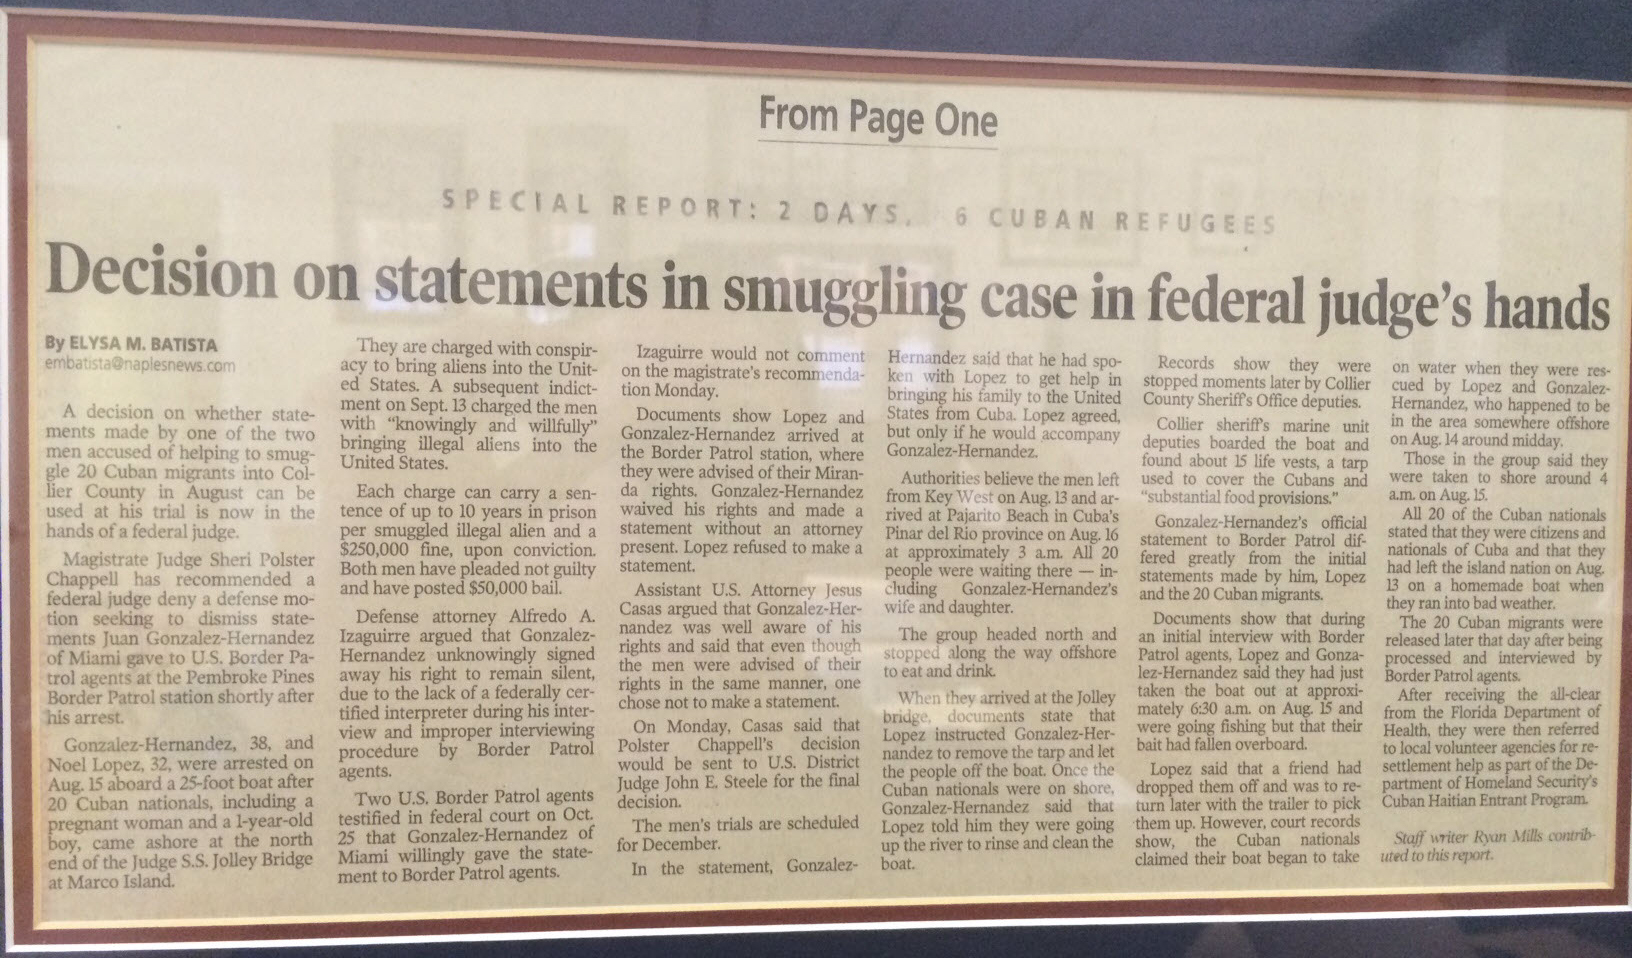 From Page One
SPECIAL REPORT: 2 DAYS. 6 CUBAN REFUGEES
Decision on statements in smuggling case in federal judge's hands
By ELYSA M. BATISTA
embatista@naplesnews.com
A decision on whether state-
ments made by one of the two
men accused of helping to smug-
gle 20 Cuban migrants into Col-
lier County in August can be
used at his trial is now in the
hands of a federal judge.
Magistrate Judge Sheri Polster
Chappell has recommended a
federal judge deny a defense mo-
tion seeking to dismiss state-
ments Juan Gonzalez-Hernandez
of Miami gave to U.S. Border Pa-
trol agents at the Pembroke Pines
Border Patrol station shortly after
his arrest.
Gonzalez-Hernandez, 38, and
Noel Lopez, 32, were arrested on
Aug. 15 aboard a 25-foot boat after
20 Cuban nationals, including a
pregnant woman and a 1-year-old
boy, came ashore at the north
end of the Judge S.S. Jolley Bridge
at Marco Island.
They are charged with conspir-
acy to bring aliens into the Unit-
ed States. A subsequent indict-
ment on Sept. 13 charged the men
with "knowingly and willfully"
bringing illegal aliens into the
United States.
Each charge can carry a sen-
tence of up to 10 years in prison
per smuggled illegal alien and a
$250,000 fine, upon conviction.
Both men have pleaded not guilty
and have posted $50,000 bail.
Defense attorney Alfredo A.
Izaguirre argued that Gonzalez-
Hernandez unknowingly signed
away his right to remain silent,
due to the lack of a federally cer-
tified interpreter during his inter-
view and improper interviewing
procedure by Border Patrol
agents.
Two U.S. Border Patrol agents
testified in federal court on Oct.
25 that Gonzalez-Hernandez of
Miami willingly gave the state-
ment to Border Patrol agents.
Izaguirre would not comment
on the magistrate's recommenda-
tion Monday.
Documents show Lopez and
Gonzalez-Hernandez arrived at
the Border Patrol station, where
they were advised of their Miran-
da rights. Gonzalez-Hernandez
waived his rights and made a
statement without an attorney
present. Lopez refused to make a
statement.
Assistant U.S. Attorney Jesus
Casas argued that Gonzalez-Her-
nandez was well aware of his
rights and said that even though
the men were advised of their
rights in the same manner, one
chose not to make a statement.
On Monday, Casas said that
Polster Chappell's decision
would be sent to U.S. District
Judge John E. Steele for the final
decision.
The men's trials are scheduled
for December.
In the statement, Gonzalez-
Hernandez said that he had spo-
ken with Lopez to get help in
bringing his family to the United
States from Cuba. Lopez agreed,
but only if he would accompany
Gonzalez-Hernandez.
Authorities believe the men left
from Key West on Aug. 13 and ar-
rived at Pajarito Beach in Cuba's
Pinar del Rio province on Aug. 16
at approximately 3 a.m. All 20
people were waiting there — in-
cluding Gonzalez-Hernandez's
wife and daughter.
The group headed north and
stopped along the way offshore
to eat and drink.
When they arrived at the Jolley
bridge, documents state that
Lopez instructed Gonzalez-Her-
nandez to remove the tarp and let
the people off the boat. Once the
Cuban nationals were on shore,
Gonzalez-Hernandez said that
Lopez told him they were going
up the river to rinse and clean the
boat.
Records show they were
stopped moments later by Collier
County Sheriff's Office deputies.
Collier sheriff's marine unit
deputies boarded the boat and
found about 15 life vests, a tarp
used to cover the Cubans and
"substantial food provisions."
Gonzalez-Hernandez's official
statement to Border Patrol dif-
fered greatly from the initial
statements made by him, Lopez
and the 20 Cuban migrants.
Documents show that during
an initial interview with Border
Patrol agents, Lopez and Gonza-
lez-Hernandez said they had just
taken the boat out at approxi-
mately 6:30 a.m. on Aug. 15 and
were going fishing but that their
bait had fallen overboard.
Lopez said that a friend had
dropped them off and was to re-
turn later with the trailer to pick
them up. However, court records
show, the Cuban nationals
claimed their boat began to take
on water when they were res-
cued by Lopez and Gonzalez-
Hernandez, who happened to be
in the area somewhere offshore
on Aug. 14 around midday.
Those in the group said they
were taken to shore around 4
a.m. on Aug. 15.
All 20 of the Cuban nationals
stated that they were citizens and
nationals of Cuba and that they
had left the island nation on Aug.
13 on a homemade boat when
they ran into bad weather.
The 20 Cuban migrants were
released later that day after being
processed and interviewed by
Border Patrol agents.
After receiving the all-clear
from the Florida Department of
Health, they were then referred
to local volunteer agencies for re-
settlement help as part of the De-
partment of Homeland Security's
Cuban Haitian Entrant Program.
Staff writer Ryan Mills contrib-
uted to this report.